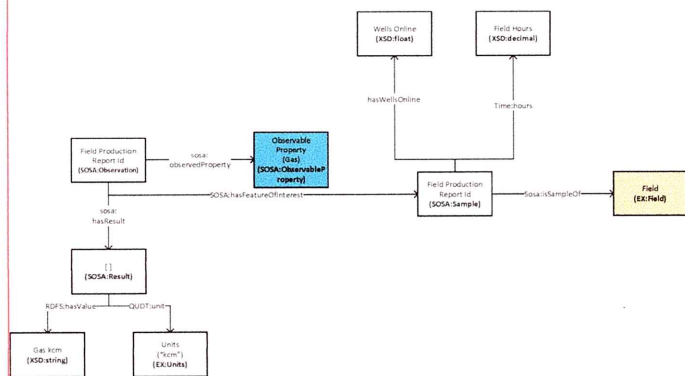 Wells Online
(XSD:float)
Field Hours
(XSD:decimal)
hasWellsOnline
Time:hours
Field Production
Report Id
(SOSA:Observation)
sosa:
observedProperty
Observable
Property
(Gas)
(SOSA:ObservableP
roperty)
SOSA:hasFeatureOfInterest
Field Production
Report Id
(SOSA:Sample)
Sosa:isSampleOf
Field
(EX:Field)
sosa:
hasResult
[ ]
(SOSA:Result)
RDFS:hasValue
QUDT:unit
Gas kcm
(XSD:string)
Units
("kcm")
(EX:Units)